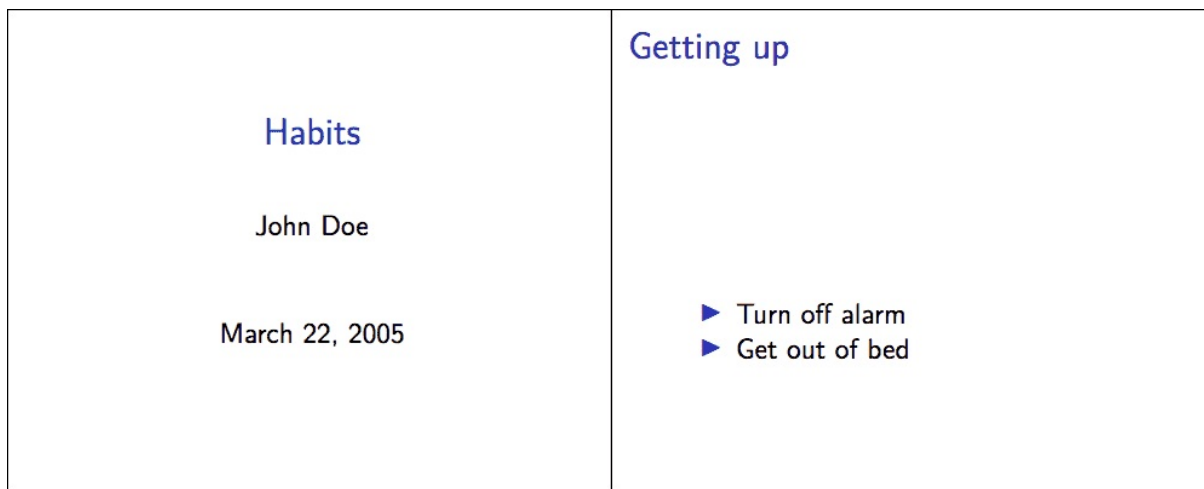 Habits
John Doe
March 22, 2005
Getting up
Turn off alarm
Get out of bed